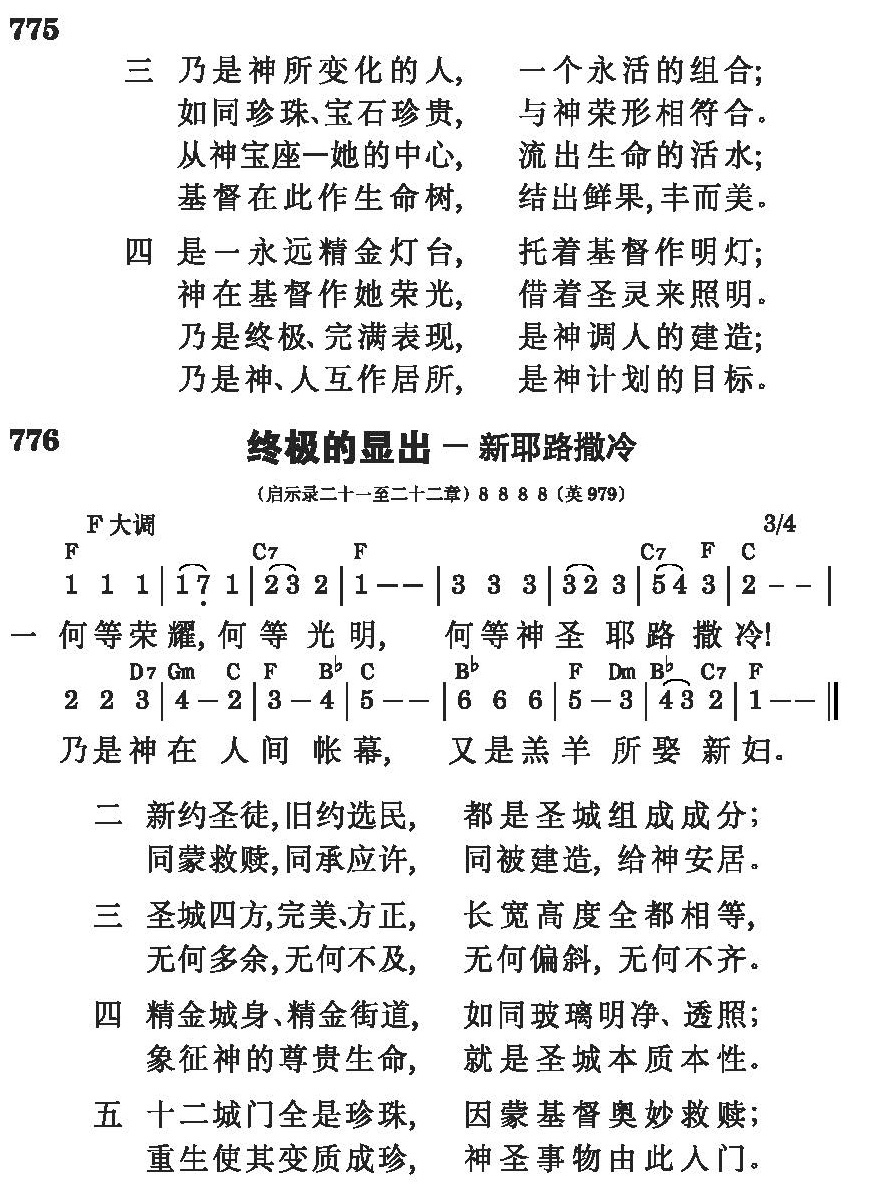 775
三 乃是神所变化的人, 一个永活的组合;
如同珍珠、宝石珍贵, 与神荣形相符合。
从神宝座—她的中心, 流出生命的活水;
基督在此作生命树, 结出鲜果,丰而美。
四 是一永远精金灯台, 托着基督作明灯;
神在基督作她荣光, 借着圣灵来照明。
乃是终极、完满表现, 是神调人的建造;
乃是神、人互作居所, 是神计划的目标。
776 终极的显出 — 新耶路撒冷
(启示录二十一至二十二章) 8 8 8 8 (英 979)
F 大调 3/4
F C7 F C7 F C
1 1 1 | 1 7 1 | 2 3 2 | 1 – – | 3 3 3 | 3 2 3 | 5 4 3 | 2 – – |
一 何等荣耀,何等光明, 何等神圣耶路撒冷!
D7 Gm C F B♭ C B♭ F Dm B♭ C7 F
2 2 3 | 4 – 2 | 3 – 4 | 5 – – | 6 6 6 | 5 – 3 | 4 3 2 | 1 – – ‖
乃是神在人间帐幕, 又是羔羊所娶新妇。
二 新约圣徒,旧约选民, 都是圣城组成成分;
同蒙救赎,同承应许, 同被建造, 给神安居。
三 圣城四方,完美、方正, 长宽高度全都相等,
无何多余,无何不及, 无何偏斜, 无何不齐。
四 精金城身、精金街道, 如同玻璃明净、透照;
象征神的尊贵生命, 就是圣城本质本性。
五 十二城门全是珍珠, 因蒙基督奥妙救赎;
重生使其变质成珍, 神圣事物由此入门。